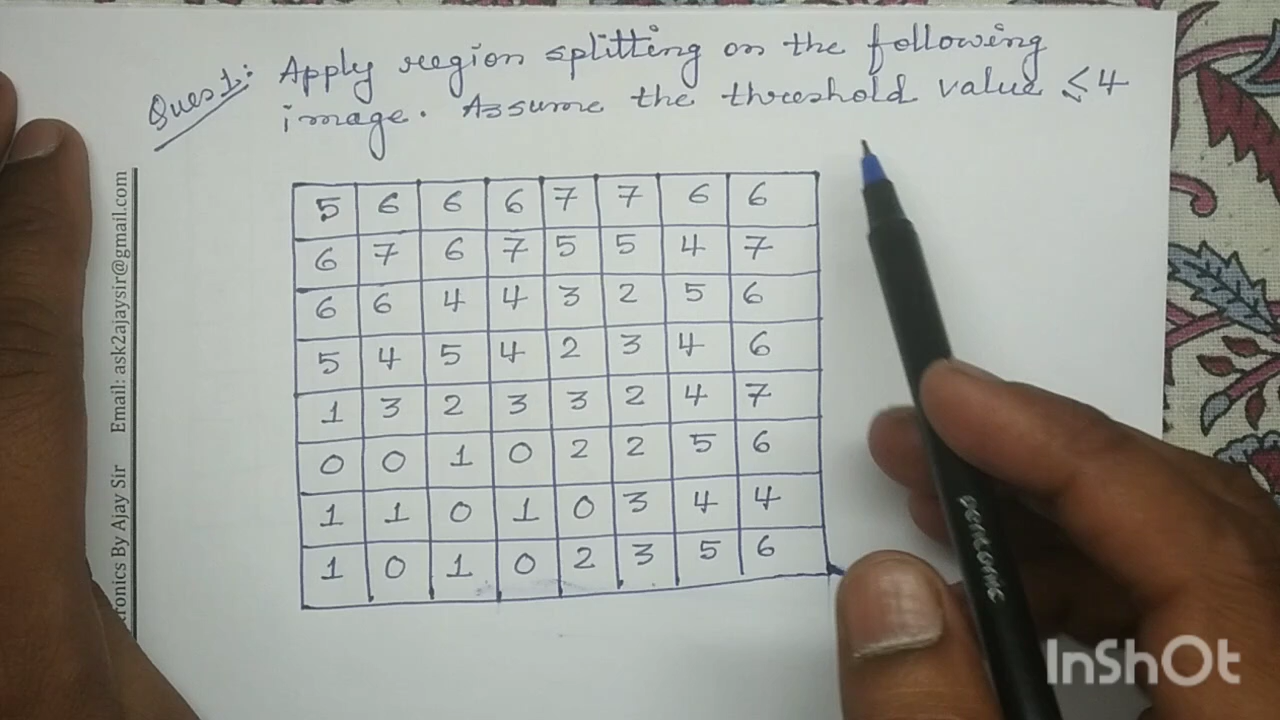 Ques 1: Apply region splitting on the following
image. Assume the threshold value ≤4
5 6 6 6 7 7 6 6
6 7 6 7 5 5 4 7
6 6 4 4 3 2 5 6
5 4 5 4 2 3 4 6
1 3 2 3 3 2 4 7
0 0 1 0 2 2 5 6
1 1 0 1 0 3 4 4
1 0 1 0 2 3 5 6
tronics By Ajay Sir Email: ask2ajaysir@gmail.com
InShOt